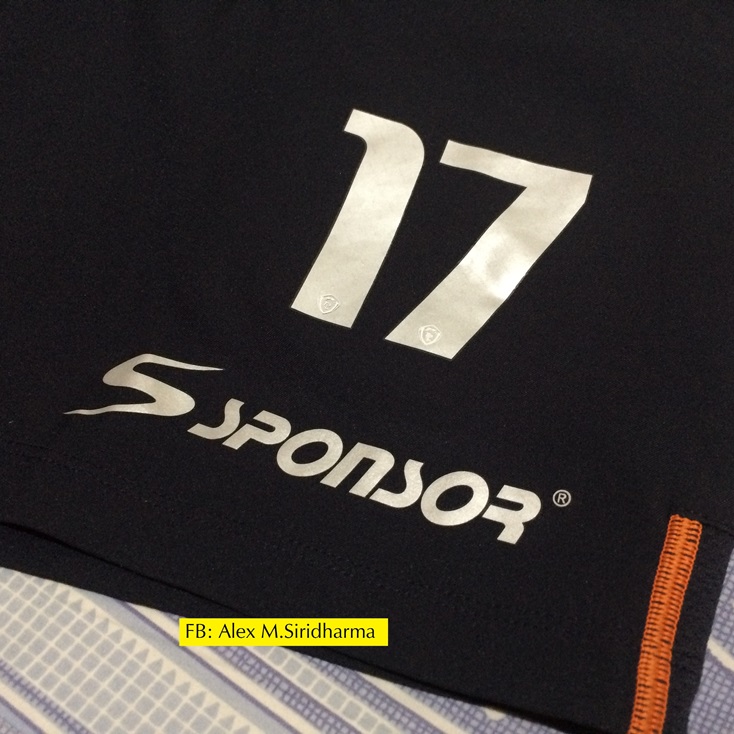 17
SPONSOR®
FB: Alex M.Siridharma